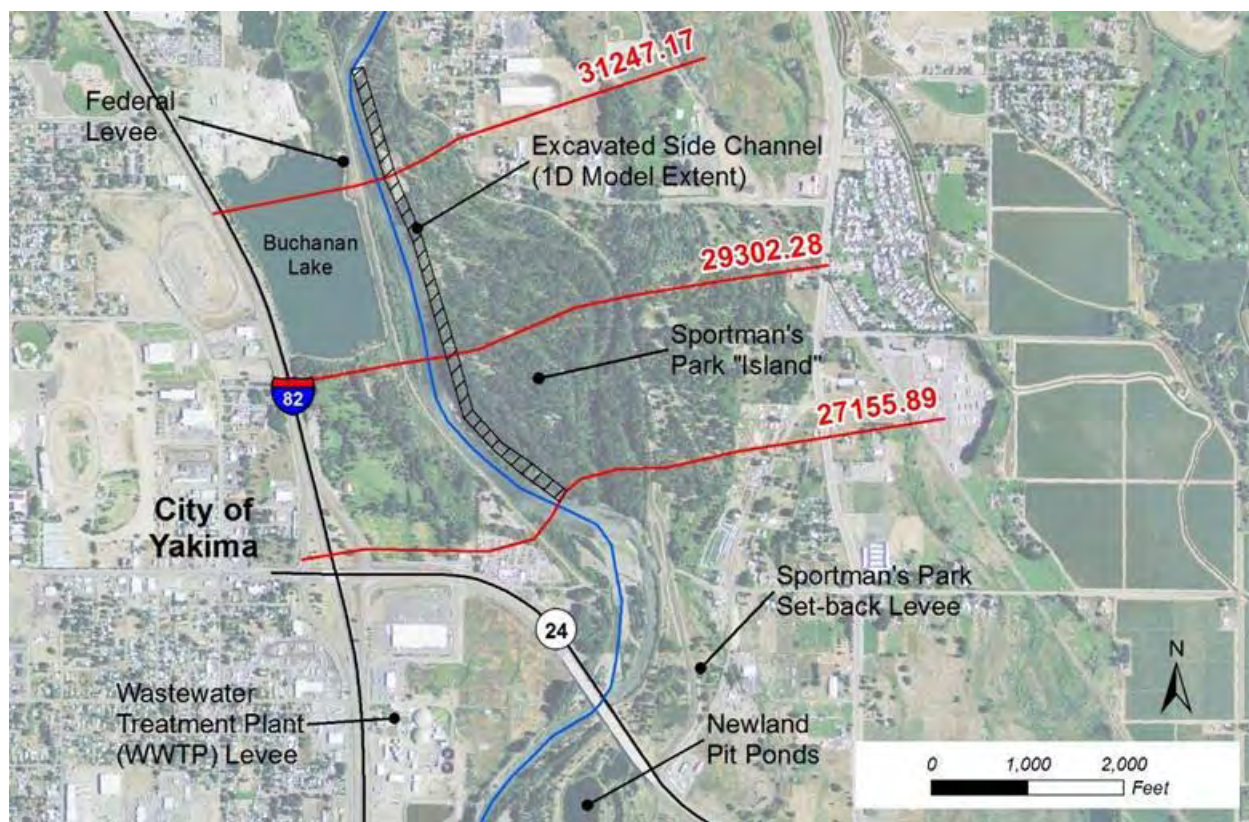 31247.17
Federal
Levee
Excavated Side Channel
(1D Model Extent)
Buchanan
Lake
29302.28
Sportman's
Park "Island"
82
27155.89
City of
Yakima
Sportman's Park
Set-back Levee
24
N
Wastewater
Treatment Plant
(WWTP) Levee
Newland
Pit Ponds
0 1,000 2,000
Feet